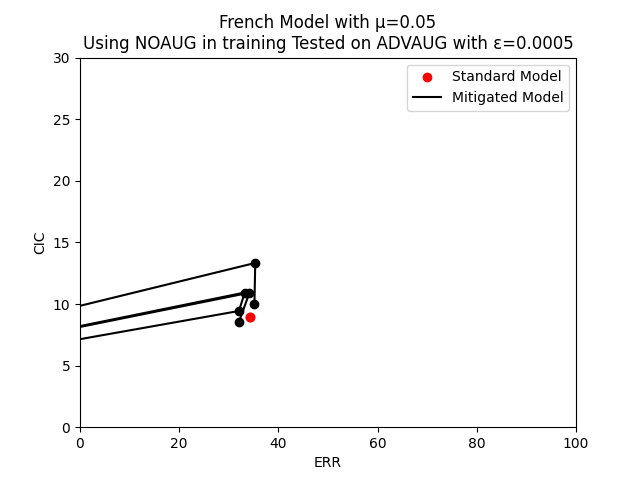 French Model with μ=0.05
Using NOAUG in training Tested on ADVAUG with ε=0.0005
30
25
20
15
10
5
0
CIC
Standard Model
Mitigated Model
0 20 40 60 80 100
ERR